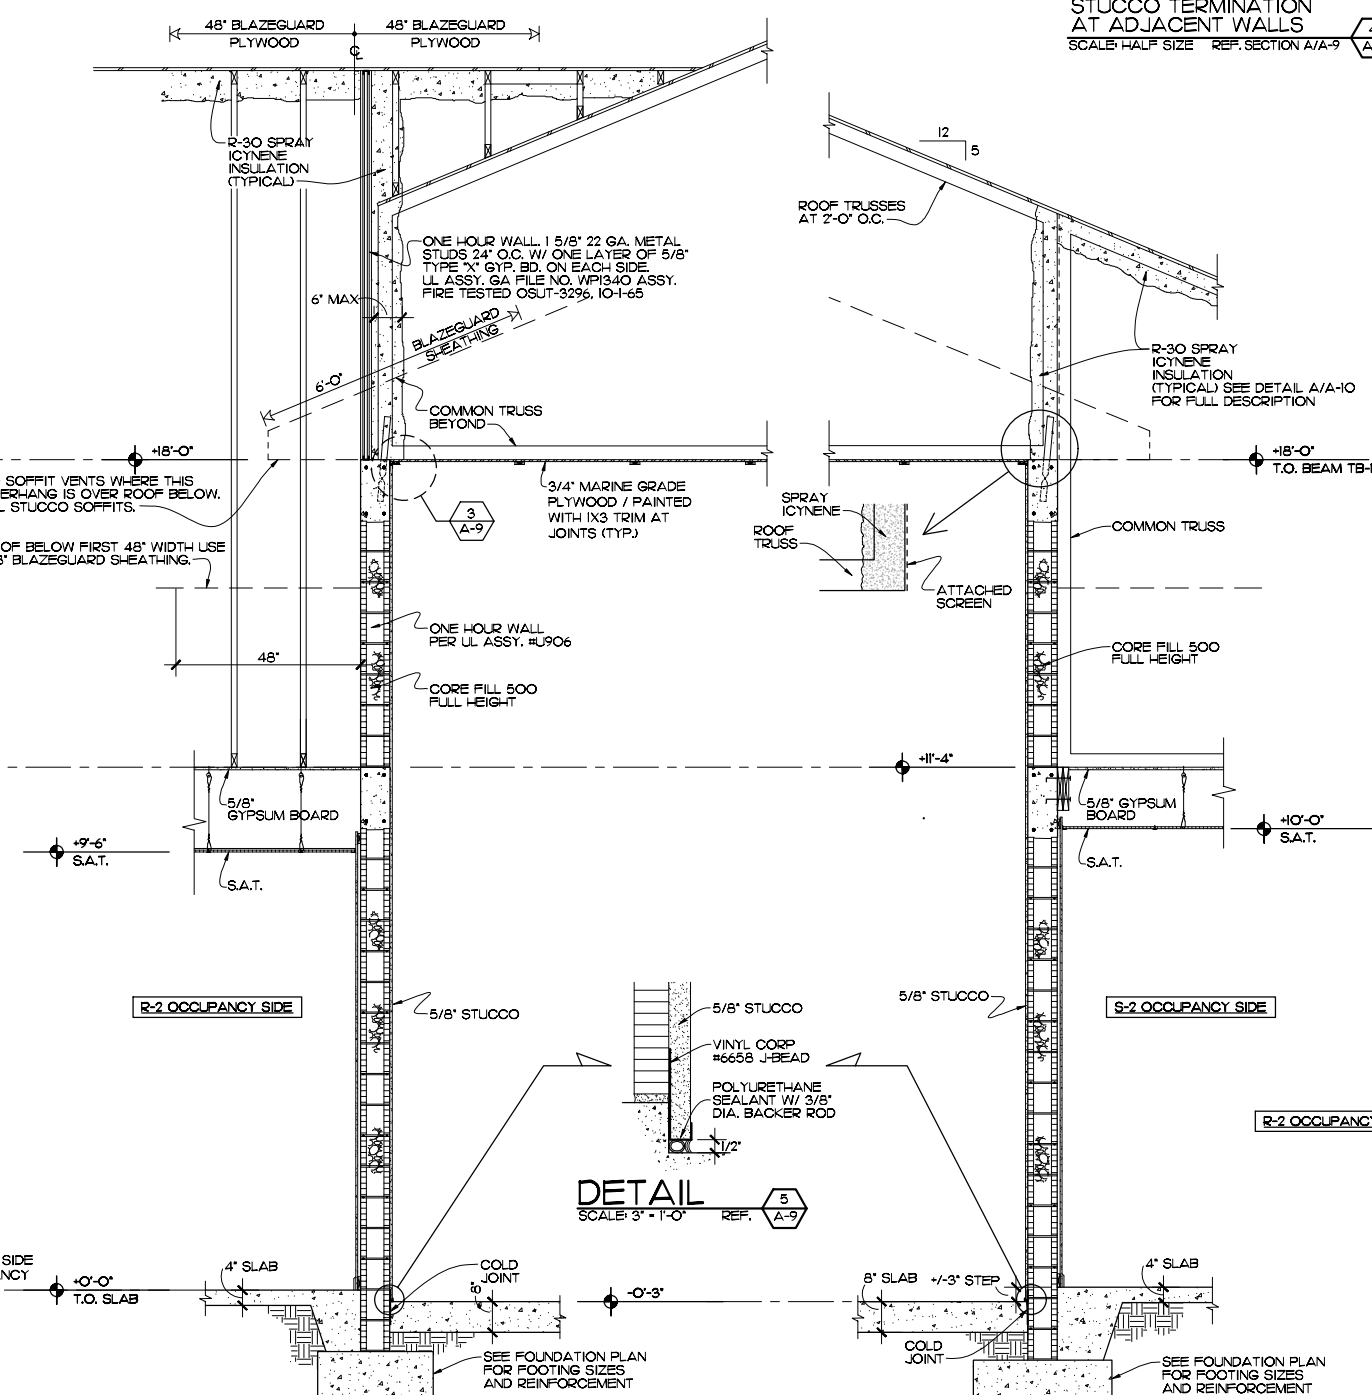 STUCCO TERMINATION
AT ADJACENT WALLS
SCALE: HALF SIZE REF. SECTION A/A-9
48" BLAZEGUARD
PLYWOOD
48" BLAZEGUARD
PLYWOOD
R-30 SPRAY
ICYNENE
INSULATION
(TYPICAL)
12
5
ROOF TRUSSES
AT 2'-0" O.C.
ONE HOUR WALL. 1 5/8" 22 GA. METAL
STUDS 24" O.C. W/ ONE LAYER OF 5/8"
TYPE "X" GYP. BD. ON EACH SIDE.
UL ASSY. GA FILE NO. WP1340 ASSY.
FIRE TESTED OSUT-3296, 10-1-65
6" MAX
BLAZEGUARD
SHEATHING
6'-0"
COMMON TRUSS
BEYOND
R-30 SPRAY
ICYNENE
INSULATION
(TYPICAL) SEE DETAIL A/A-10
FOR FULL DESCRIPTION
+18'-0"
+18'-0"
T.O. BEAM TB-
SOFFIT VENTS WHERE THIS
ERHANG IS OVER ROOF BELOW.
STUCCO SOFFITS.
OF BELOW FIRST 48" WIDTH USE
BLAZEGUARD SHEATHING.
3
A-9
3/4" MARINE GRADE
PLYWOOD / PAINTED
WITH 1X3 TRIM AT
JOINTS (TYP.)
SPRAY
ICYNENE
ROOF
TRUSS
ATTACHED
SCREEN
COMMON TRUSS
ONE HOUR WALL
PER UL ASSY. #U906
48"
CORE FILL 500
FULL HEIGHT
CORE FILL 500
FULL HEIGHT
+11'-4"
5/8"
GYPSUM BOARD
5/8" GYPSUM
BOARD
+9'-6"
S.A.T.
S.A.T.
+10'-0"
S.A.T.
S.A.T.
R-2 OCCUPANCY SIDE
5/8" STUCCO
5/8" STUCCO
5/8" STUCCO
S-2 OCCUPANCY SIDE
VINYL CORP
#6658 J-BEAD
POLYURETHANE
SEALANT W/ 3/8"
DIA. BACKER ROD
1/2"
R-2 OCCUPANCY
DETAIL
SCALE: 3" = 1'-0" REF.
5
A-9
SIDE
NCY
+0'-0"
T.O. SLAB
4" SLAB
COLD
JOINT
8"
-0'-3"
8" SLAB
+/-3" STEP
4" SLAB
COLD
JOINT
SEE FOUNDATION PLAN
FOR FOOTING SIZES
AND REINFORCEMENT
SEE FOUNDATION PLAN
FOR FOOTING SIZES
AND REINFORCEMENT